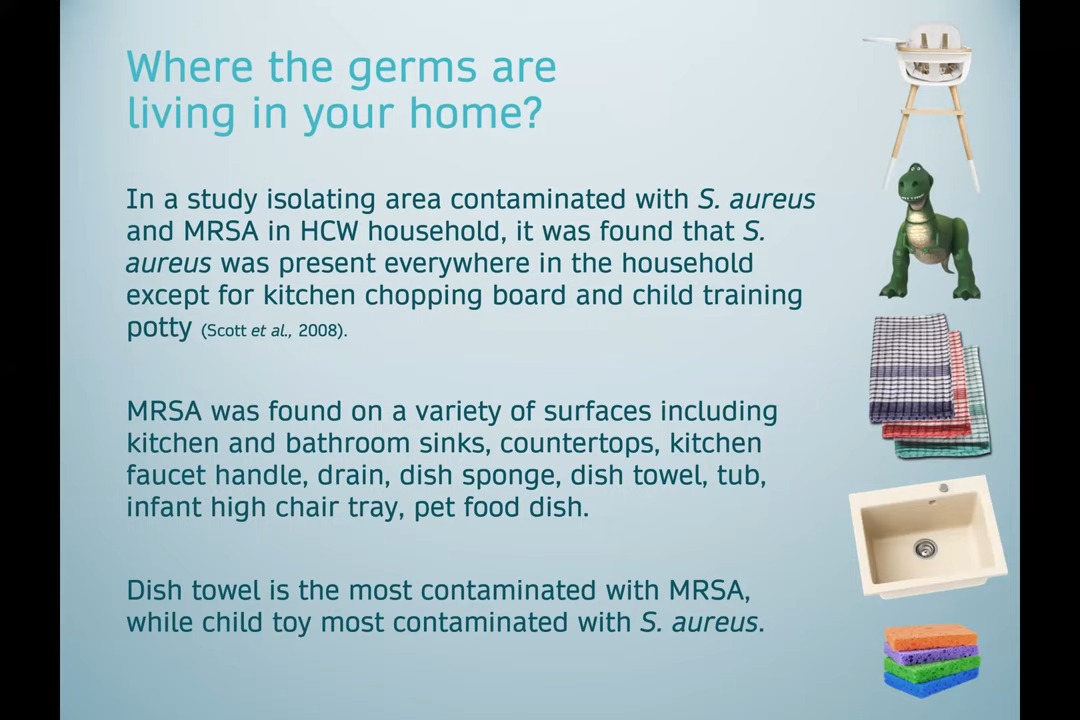 Where the germs are
living in your home?
In a study isolating area contaminated with S. aureus
and MRSA in HCW household, it was found that S.
aureus was present everywhere in the household
except for kitchen chopping board and child training
potty (Scott et al., 2008).
MRSA was found on a variety of surfaces including
kitchen and bathroom sinks, countertops, kitchen
faucet handle, drain, dish sponge, dish towel, tub,
infant high chair tray, pet food dish.
Dish towel is the most contaminated with MRSA,
while child toy most contaminated with S. aureus.